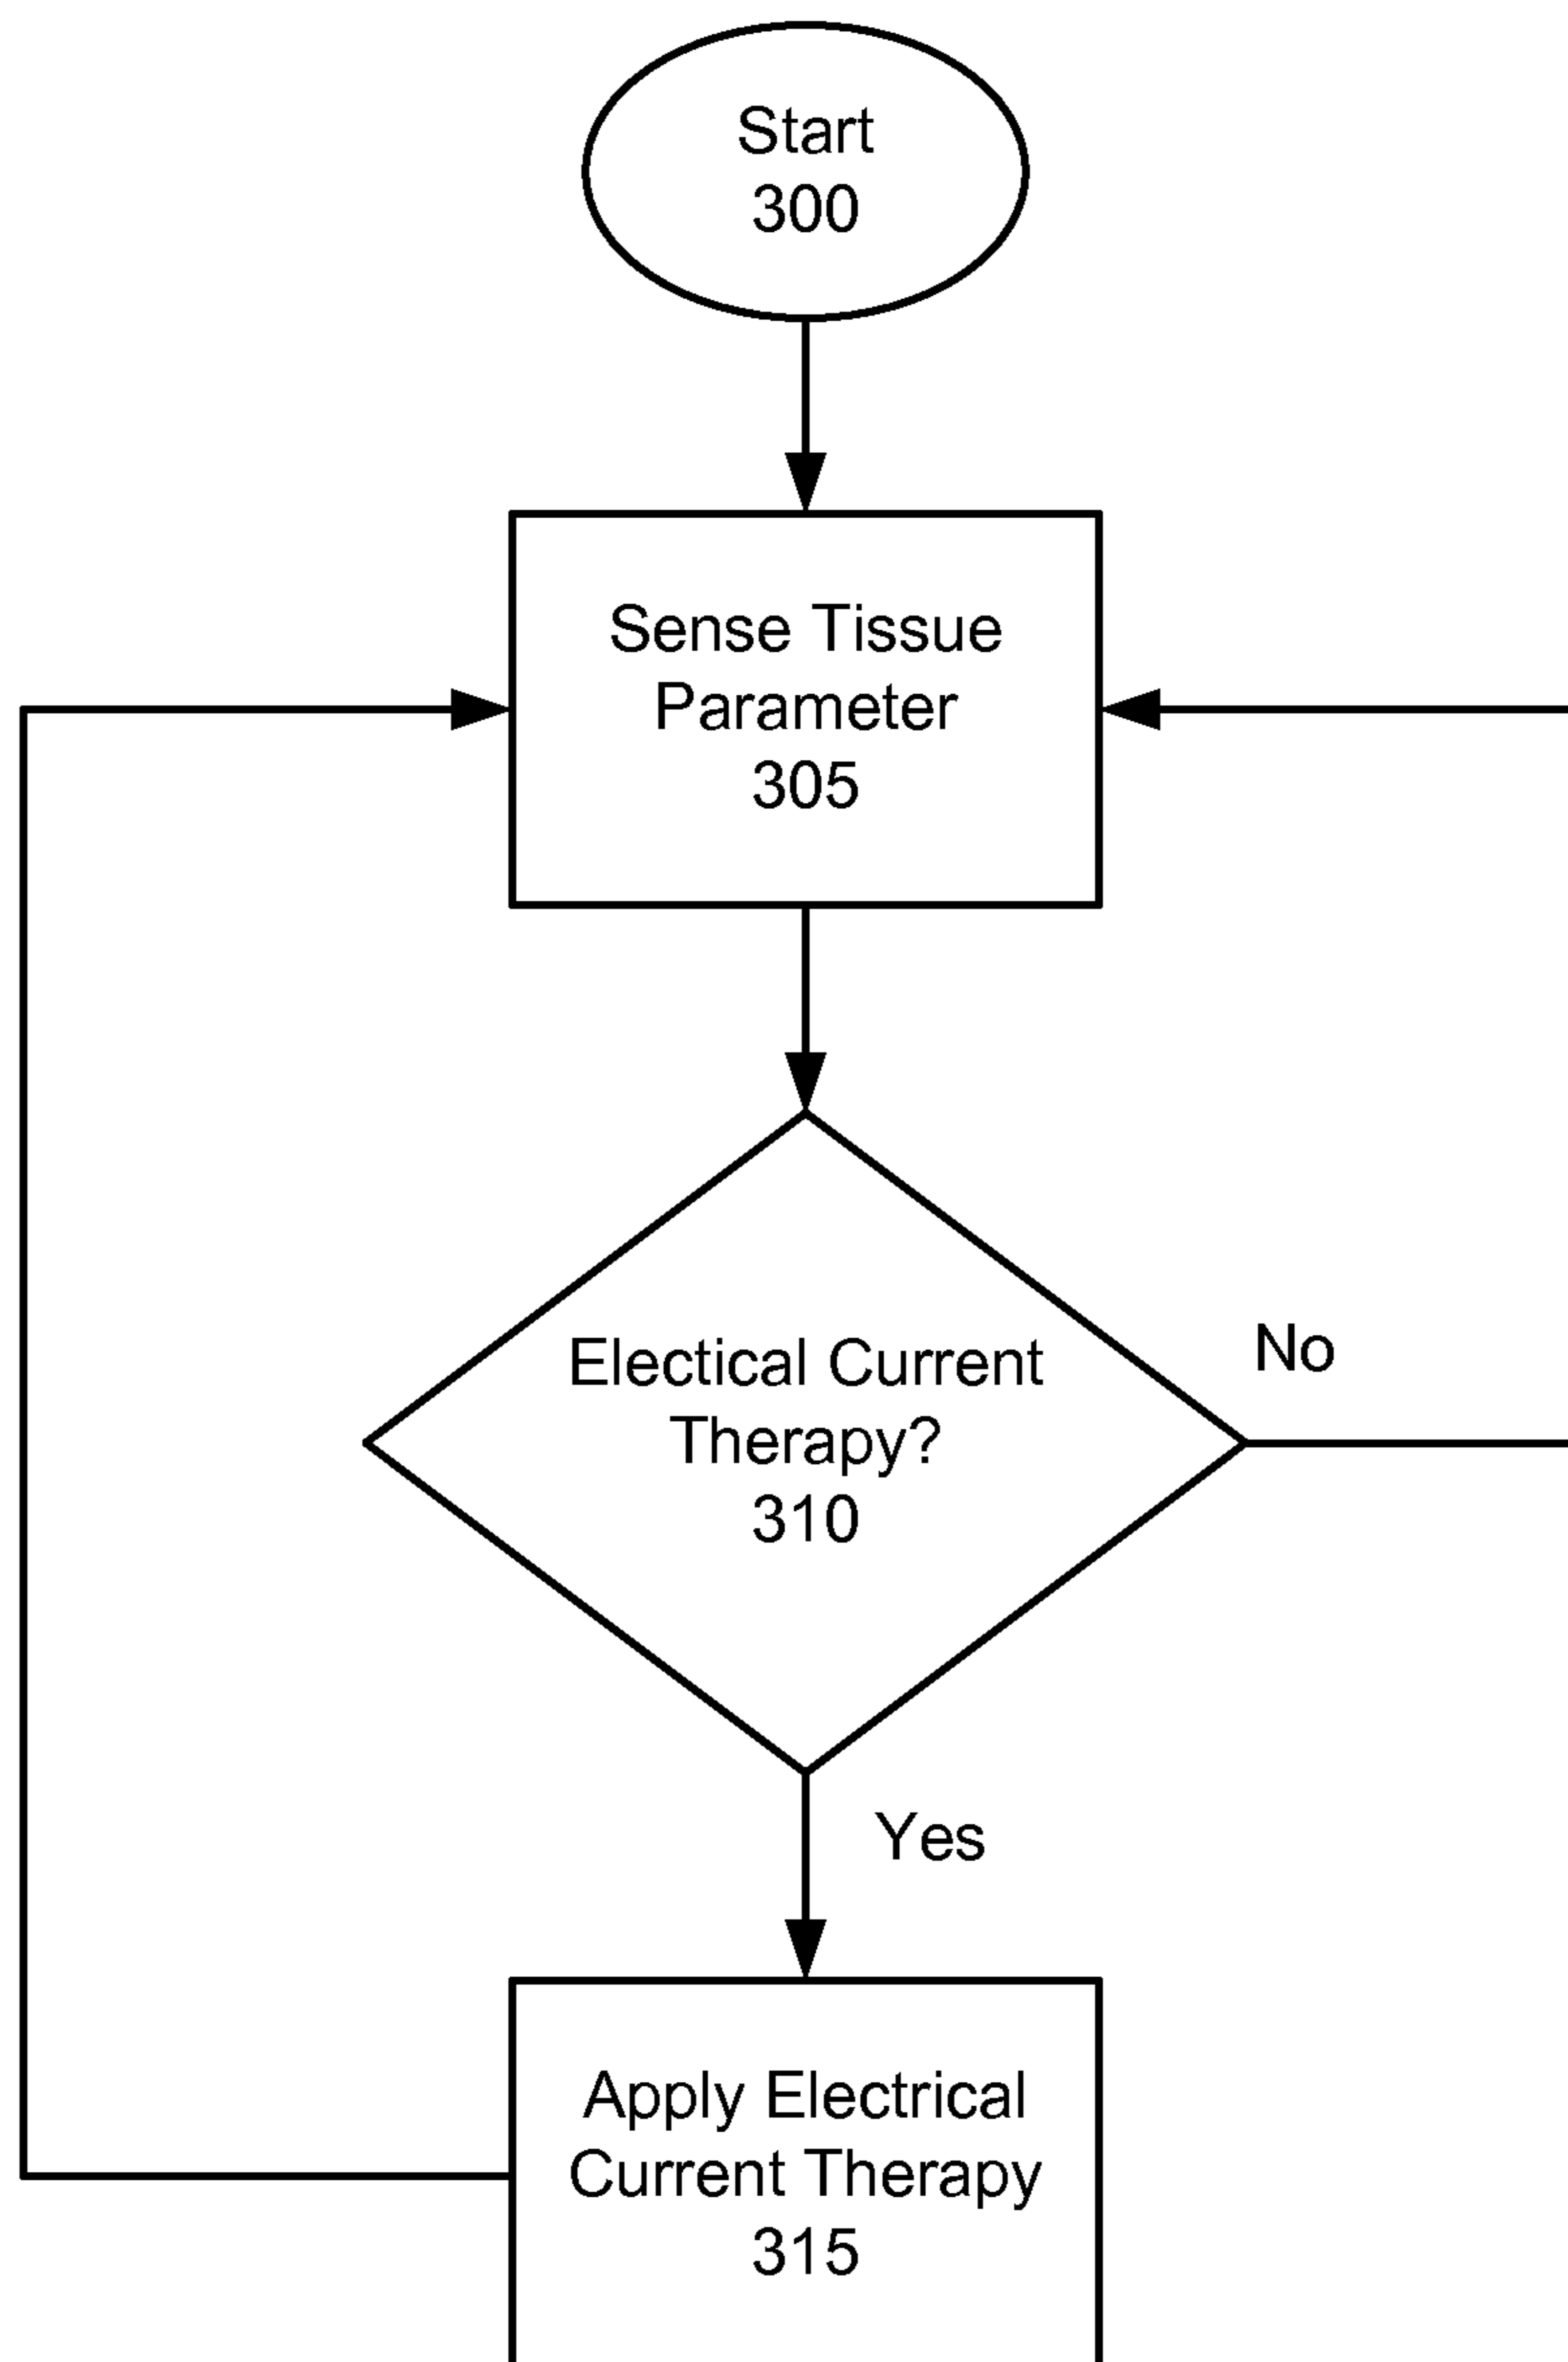 Start
300
Sense Tissue
Parameter
305
Electical Current
Therapy?
310
No
Yes
Apply Electrical
Current Therapy
315